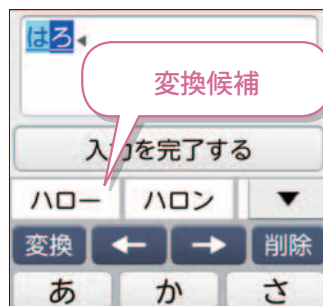 はろ
変換候補
入力を完了する
ハロー ハロン ▼
変換 ← → 削除
あ か さ